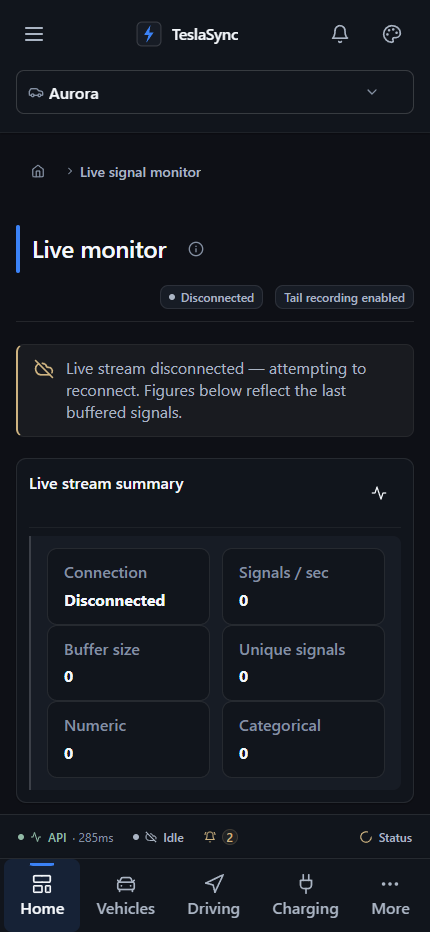 TeslaSync
Aurora
Live signal monitor
Live monitor
Disconnected
Tail recording enabled
Live stream disconnected — attempting to
reconnect. Figures below reflect the last
buffered signals.
Live stream summary
Connection
Disconnected
Signals / sec
0
Buffer size
0
Unique signals
0
Numeric
0
Categorical
0
API · 285ms
Idle
2
Status
Home
Vehicles
Driving
Charging
More